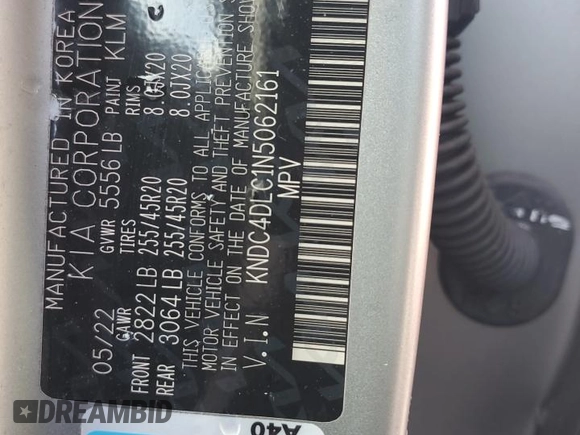 MANUFACTURED IN KOREA
KIA CORPORATION
05/22 GVWR 5556 LB PAINT KLM
GAWR TIRES RIMS
FRONT 2822 LB 255/45R20 8.0JX20
REAR 3064 LB 255/45R20 8.0JX20
THIS VEHICLE CONFORMS TO ALL
MOTOR VEHICLE SAFETY AND THEFT PREVENTION
IN EFFECT ON THE DATE OF MANUFACTURE SHOWN
V.I.N KNDC4DLC1N5062161
MPV
A40
DREAMBID